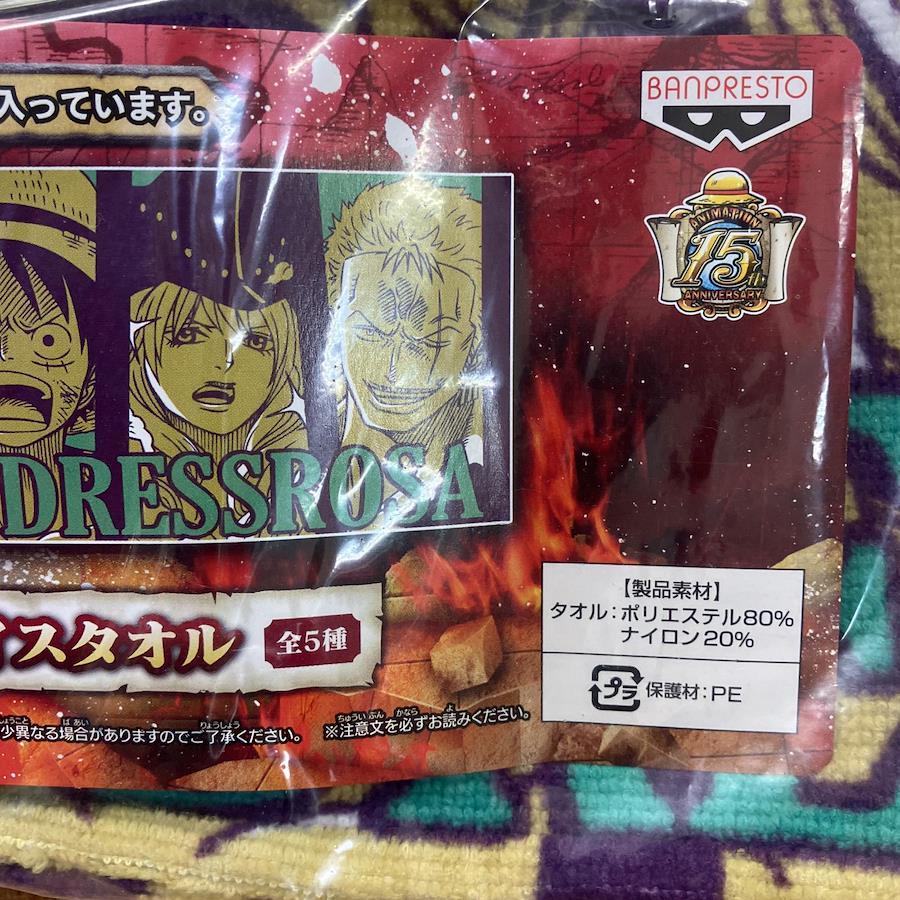 入っています。
BANPRESTO
ANIMATION
15th
ANNIVERSARY
DRESSROSA
イスタオル
全5種
【製品素材】
タオル：ポリエステル80%
ナイロン20%
プラ 保護材：PE
少異なる場合がありますのでご了承ください。 ※注意文を必ずお読みください。